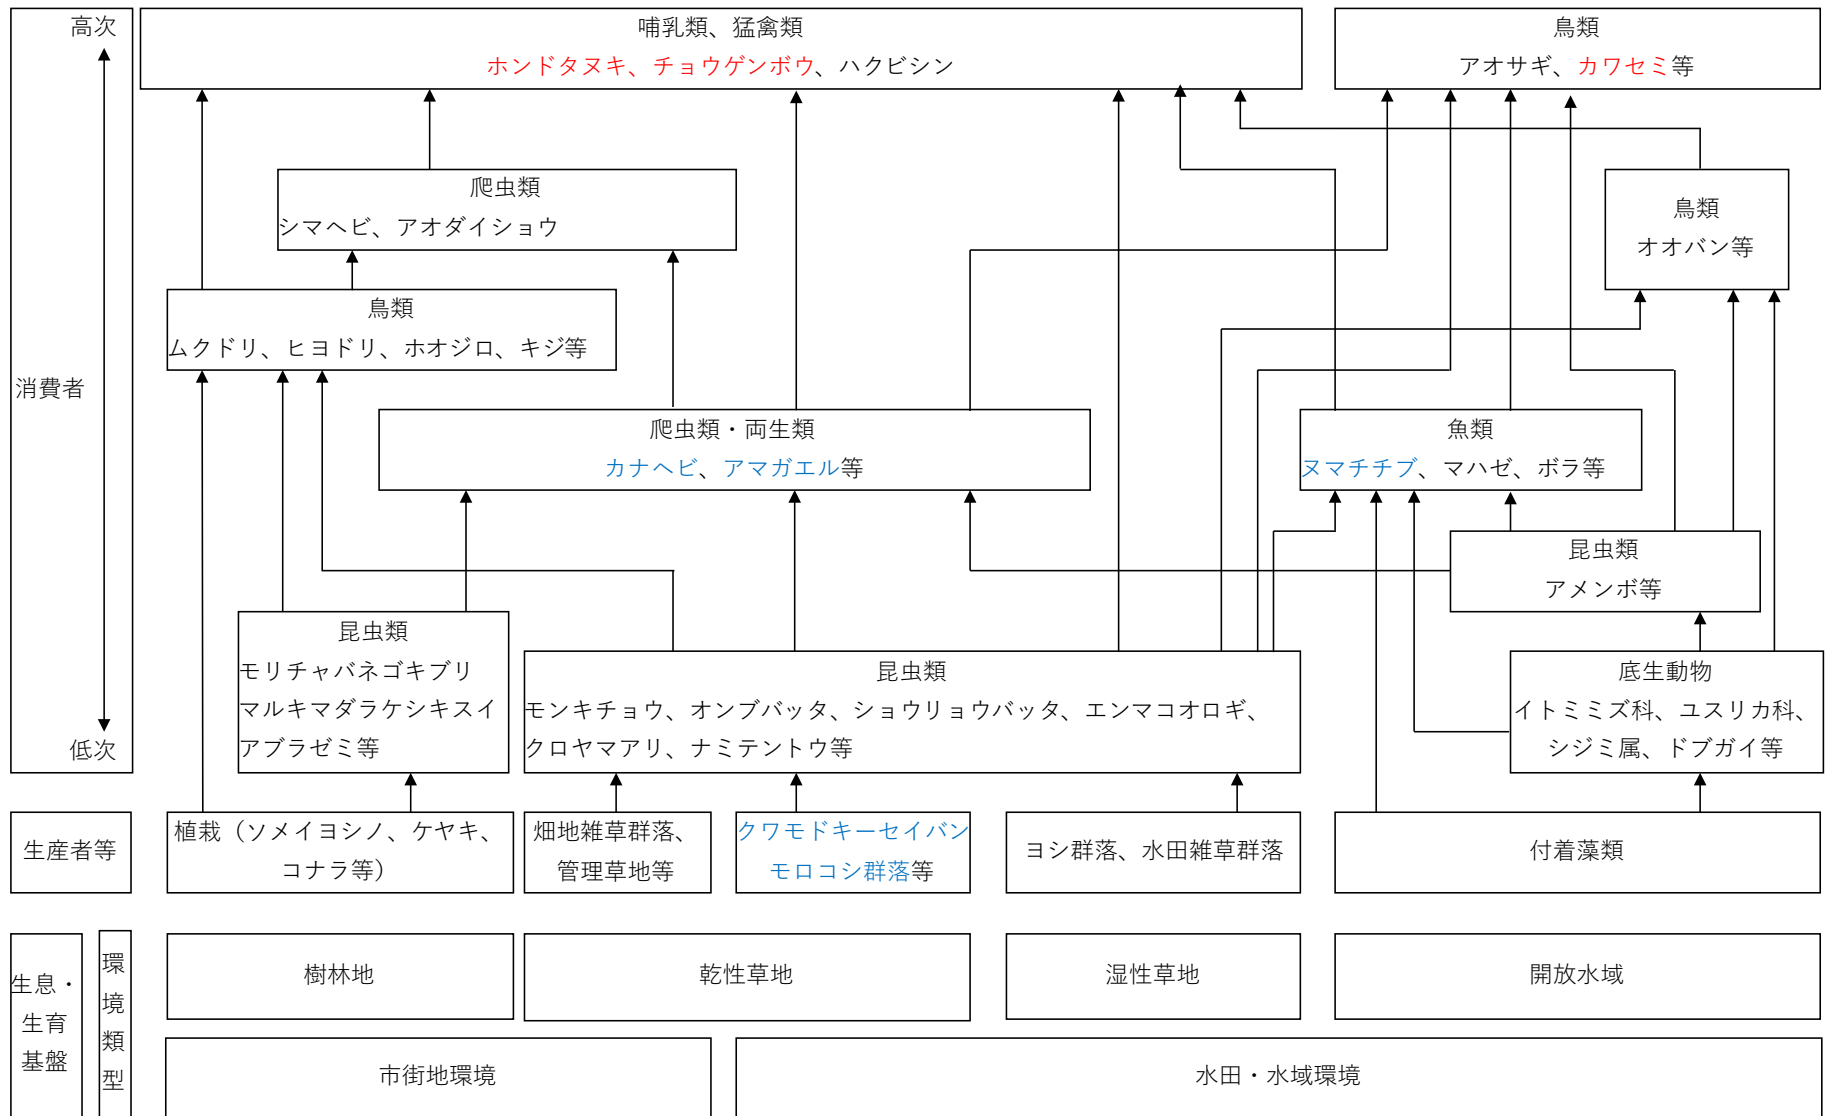 高次
消費者
低次
哺乳類、猛禽類
ホンドタヌキ、チョウゲンボウ、ハクビシン
鳥類
アオサギ、カワセミ等
爬虫類
シマヘビ、アオダイショウ
鳥類
オオバン等
鳥類
ムクドリ、ヒヨドリ、ホオジロ、キジ等
爬虫類・両生類
カナヘビ、アマガエル等
魚類
ヌマチチブ、マハゼ、ボラ等
昆虫類
アメンボ等
昆虫類
モリチャバネゴキブリ
マルキマダラケシキスイ
アブラゼミ等
昆虫類
モンキチョウ、オンブバッタ、ショウリョウバッタ、エンマコオロギ、
クロヤマアリ、ナミテントウ等
底生動物
イトミミズ科、ユスリカ科、
シジミ属、ドブガイ等
生産者等
植栽（ソメイヨシノ、ケヤキ、
コナラ等）
畑地雑草群落、
管理草地等
クワモドキーセイバン
モロコシ群落等
ヨシ群落、水田雑草群落
付着藻類
生息・
生育
基盤
環
境
類
型
樹林地
乾性草地
湿性草地
開放水域
市街地環境
水田・水域環境